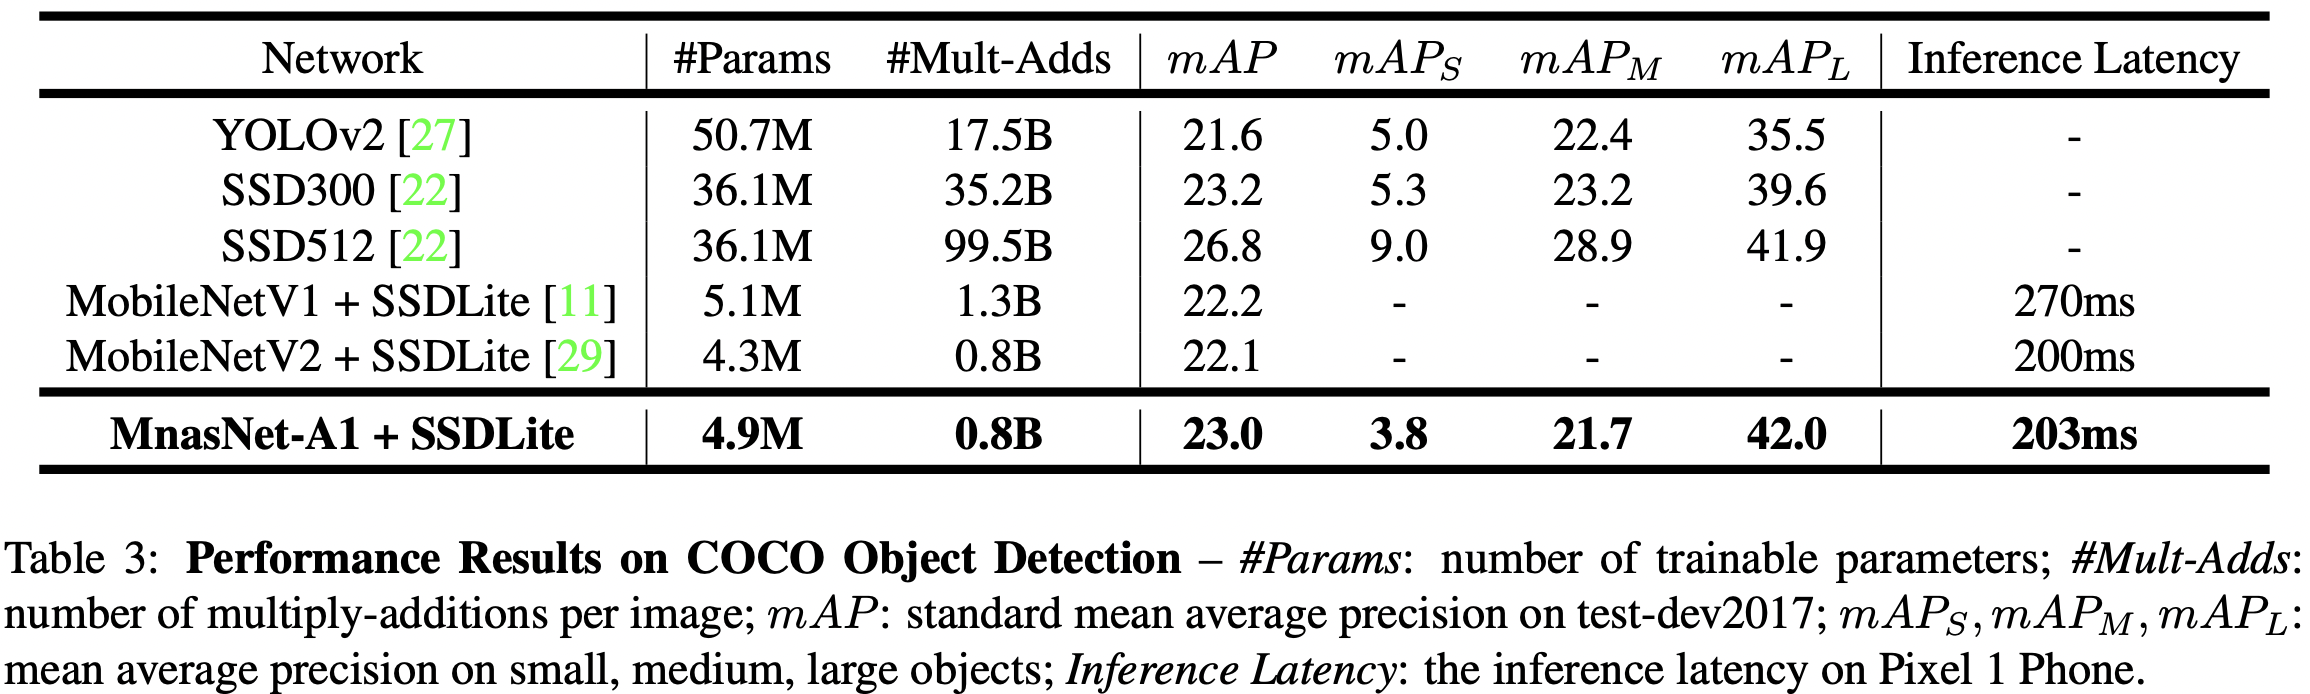 Network #Params #Mult-Adds mAP mAP_S mAP_M mAP_L Inference Latency
YOLOv2 [27] 50.7M 17.5B 21.6 5.0 22.4 35.5 -
SSD300 [22] 36.1M 35.2B 23.2 5.3 23.2 39.6 -
SSD512 [22] 36.1M 99.5B 26.8 9.0 28.9 41.9 -
MobileNetV1 + SSDLite [11] 5.1M 1.3B 22.2 - - - 270ms
MobileNetV2 + SSDLite [29] 4.3M 0.8B 22.1 - - - 200ms
MnasNet-A1 + SSDLite 4.9M 0.8B 23.0 3.8 21.7 42.0 203ms
Table 3: Performance Results on COCO Object Detection – #Params: number of trainable parameters; #Mult-Adds:
number of multiply-additions per image; mAP: standard mean average precision on test-dev2017; mAP_S, mAP_M, mAP_L:
mean average precision on small, medium, large objects; Inference Latency: the inference latency on Pixel 1 Phone.